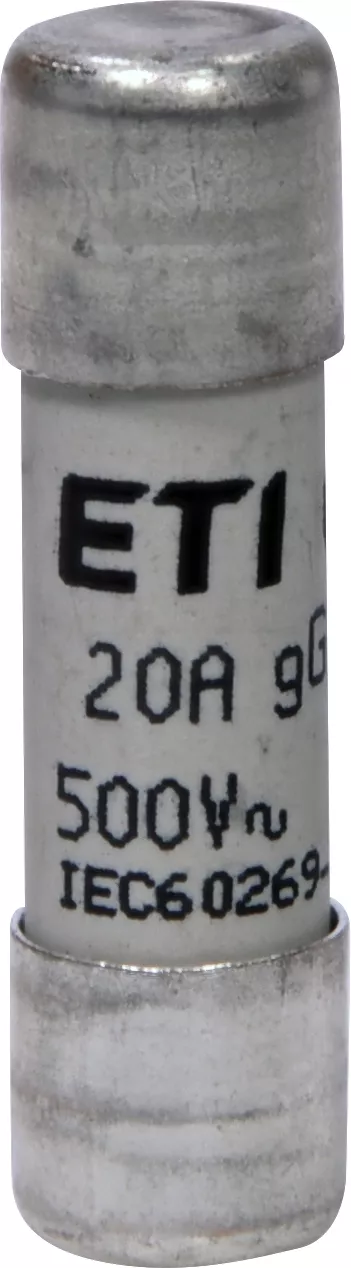 ETI
20A gG
500V~
IEC60269-